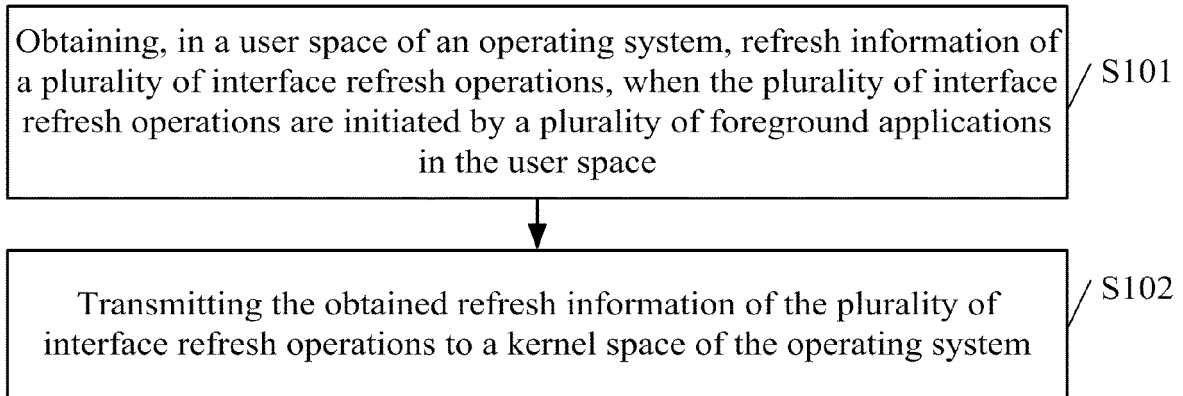 Obtaining, in a user space of an operating system, refresh information of
a plurality of interface refresh operations, when the plurality of interface
refresh operations are initiated by a plurality of foreground applications
in the user space
S101
Transmitting the obtained refresh information of the plurality of
interface refresh operations to a kernel space of the operating system
S102